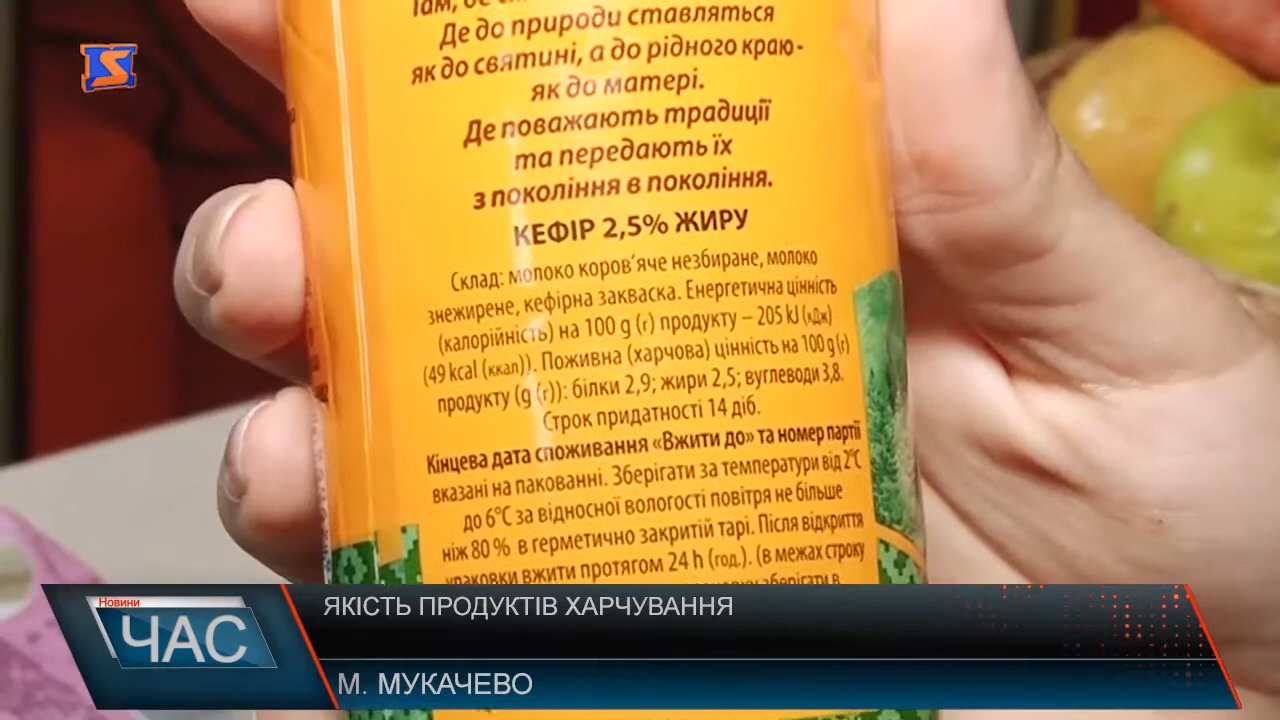 Де до природи ставляться
як до святині, а до рідного краю -
як до матері.
Де поважають традиції
та передають їх
з покоління в покоління.
КЕФІР 2,5% ЖИРУ
Склад: молоко коров'яче незбиране, молоко
знежирене, кефірна закваска. Енергетична цінність
(калорійність) на 100 g (г) продукту – 205 kJ (кДж)
(49 kcal (ккал)). Поживна (харчова) цінність на 100 g (г)
продукту (g (г)): білки 2,9; жири 2,5; вуглеводи 3,8.
Строк придатності 14 діб.
Кінцева дата споживання «Вжити до» та номер партії
вказані на пакованні. Зберігати за температури від 2°С
до 6°С за відносної вологості повітря не більше
ніж 80 % в герметично закритій тарі. Після відкриття
упаковки вжити протягом 24 h (год.). (в межах строку
зберігати в
Новини
ЧАС
ЯКІСТЬ ПРОДУКТІВ ХАРЧУВАННЯ
М. МУКАЧЕВО